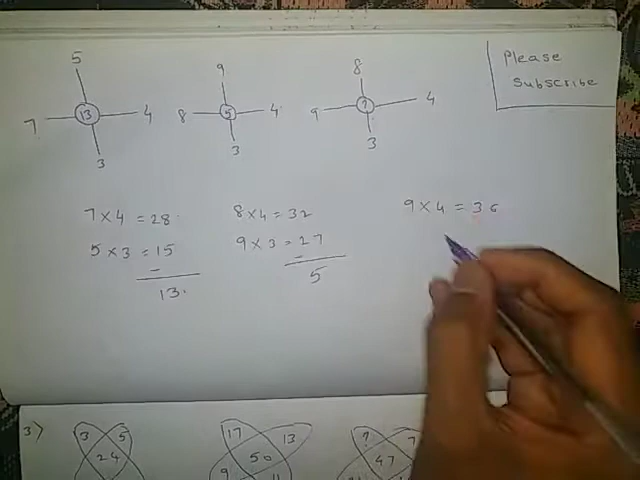 5
7 13 4
3
9
8 5 4
3
8
9 ? 4
3
Please
Subscribe
7 × 4 = 28
5 × 3 = 15
-
13
8 × 4 = 32
9 × 3 = 27
-
5
9 × 4 = 36
3>
3 5
24
17 13
50
9 11
? 7
47